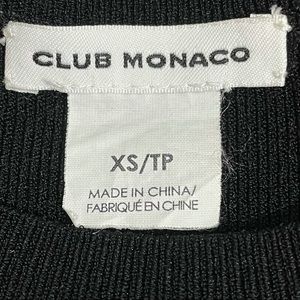 CLUB MONACO
XS/TP
MADE IN CHINA/
FABRIQUÉ EN CHINE